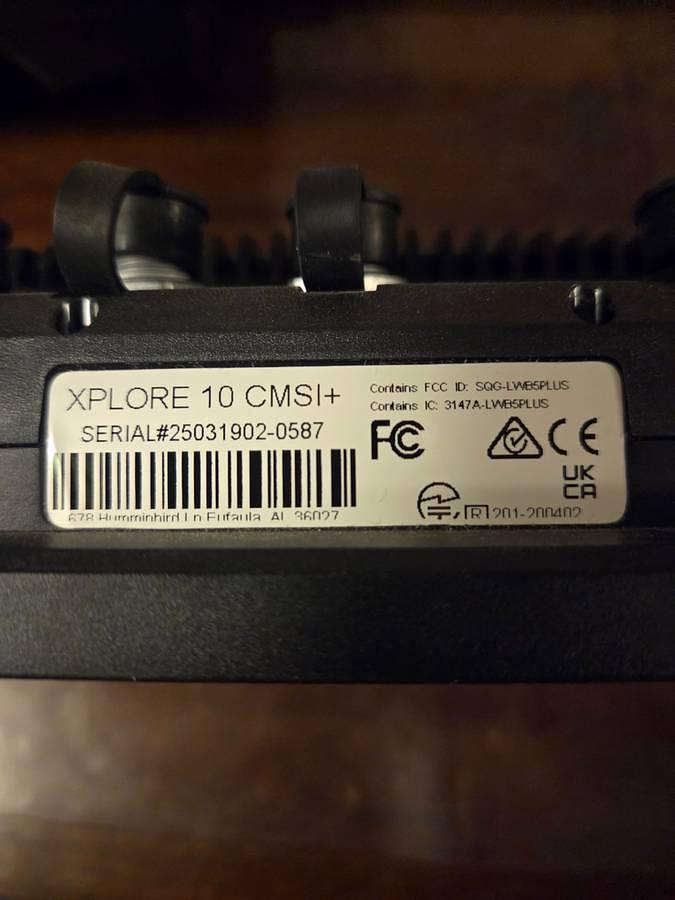 XPLORE 10 CMSI+
SERIAL#25031902-0587
678 Humminbird Ln Eufaula, AL 36027
Contains FCC ID: SQG-LWB5PLUS
Contains IC: 3147A-LWB5PLUS
FC
CE
UK
CA
R 201-200402